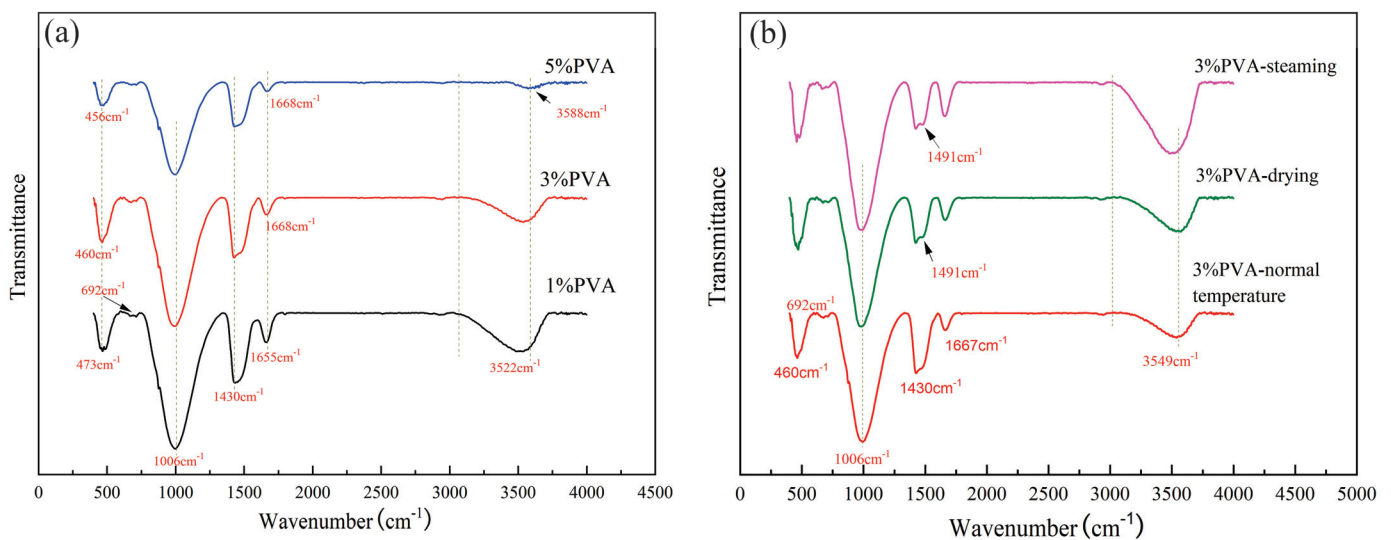 (a)
5%PVA
456cm-1
1668cm-1
3588cm-1
3%PVA
460cm-1
1668cm-1
692cm-1
1%PVA
473cm-1
1655cm-1
3522cm-1
1430cm-1
1006cm-1
Transmittance
0 500 1000 1500 2000 2500 3000 3500 4000 4500
Wavenumber (cm-1)
(b)
3%PVA-steaming
1491cm-1
3%PVA-drying
1491cm-1
3%PVA-normal
temperature
692cm-1
1667cm-1
3549cm-1
460cm-1
1430cm-1
1006cm-1
Transmittance
500 1000 1500 2000 2500 3000 3500 4000 4500 5000
Wavenumber (cm-1)